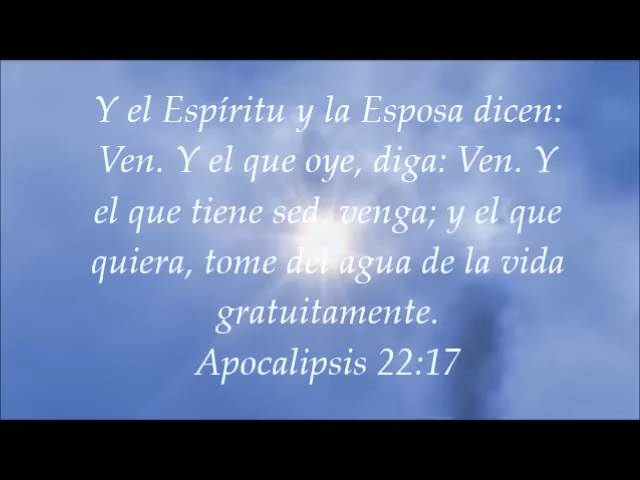 Y el Espíritu y la Esposa dicen:
Ven. Y el que oye, diga: Ven. Y
el que tiene sed, venga; y el que
quiera, tome del agua de la vida
gratuitamente.
Apocalipsis 22:17